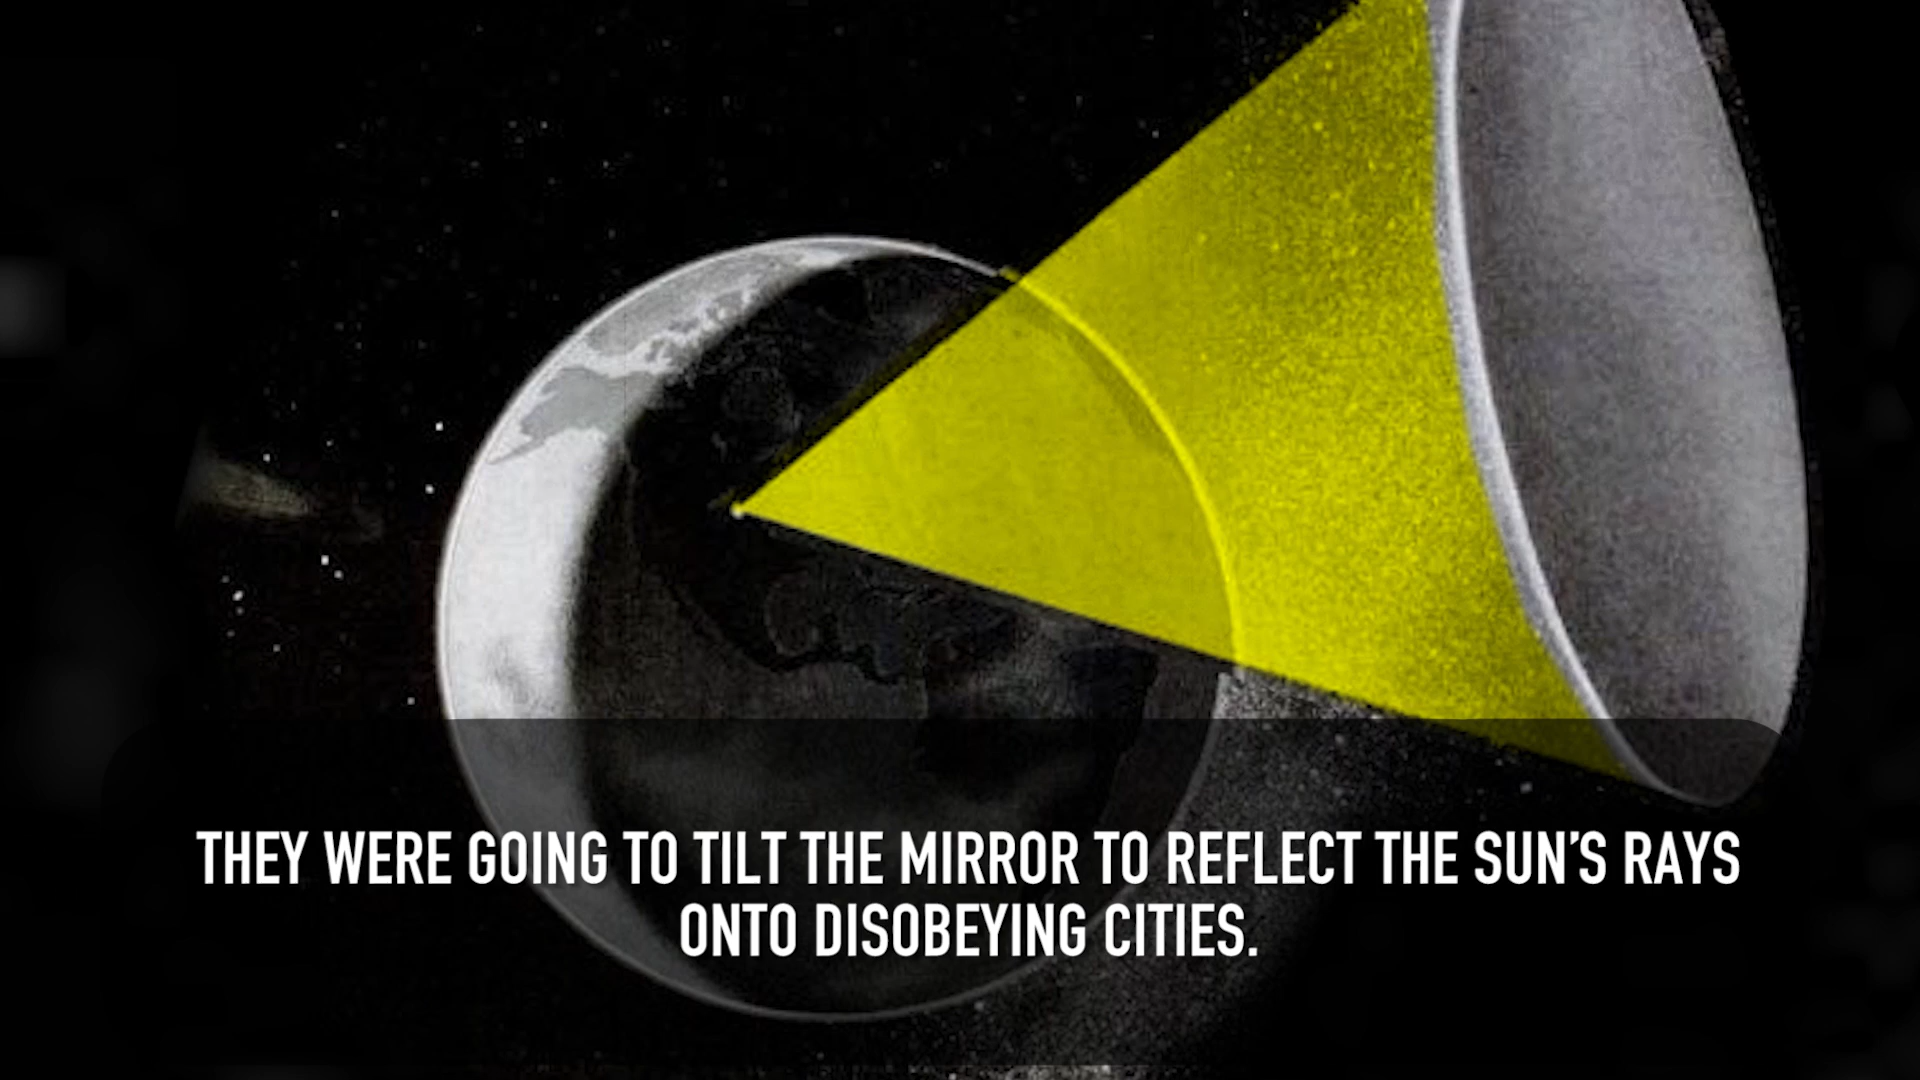 THEY WERE GOING TO TILT THE MIRROR TO REFLECT THE SUN’S RAYS
ONTO DISOBEYING CITIES.